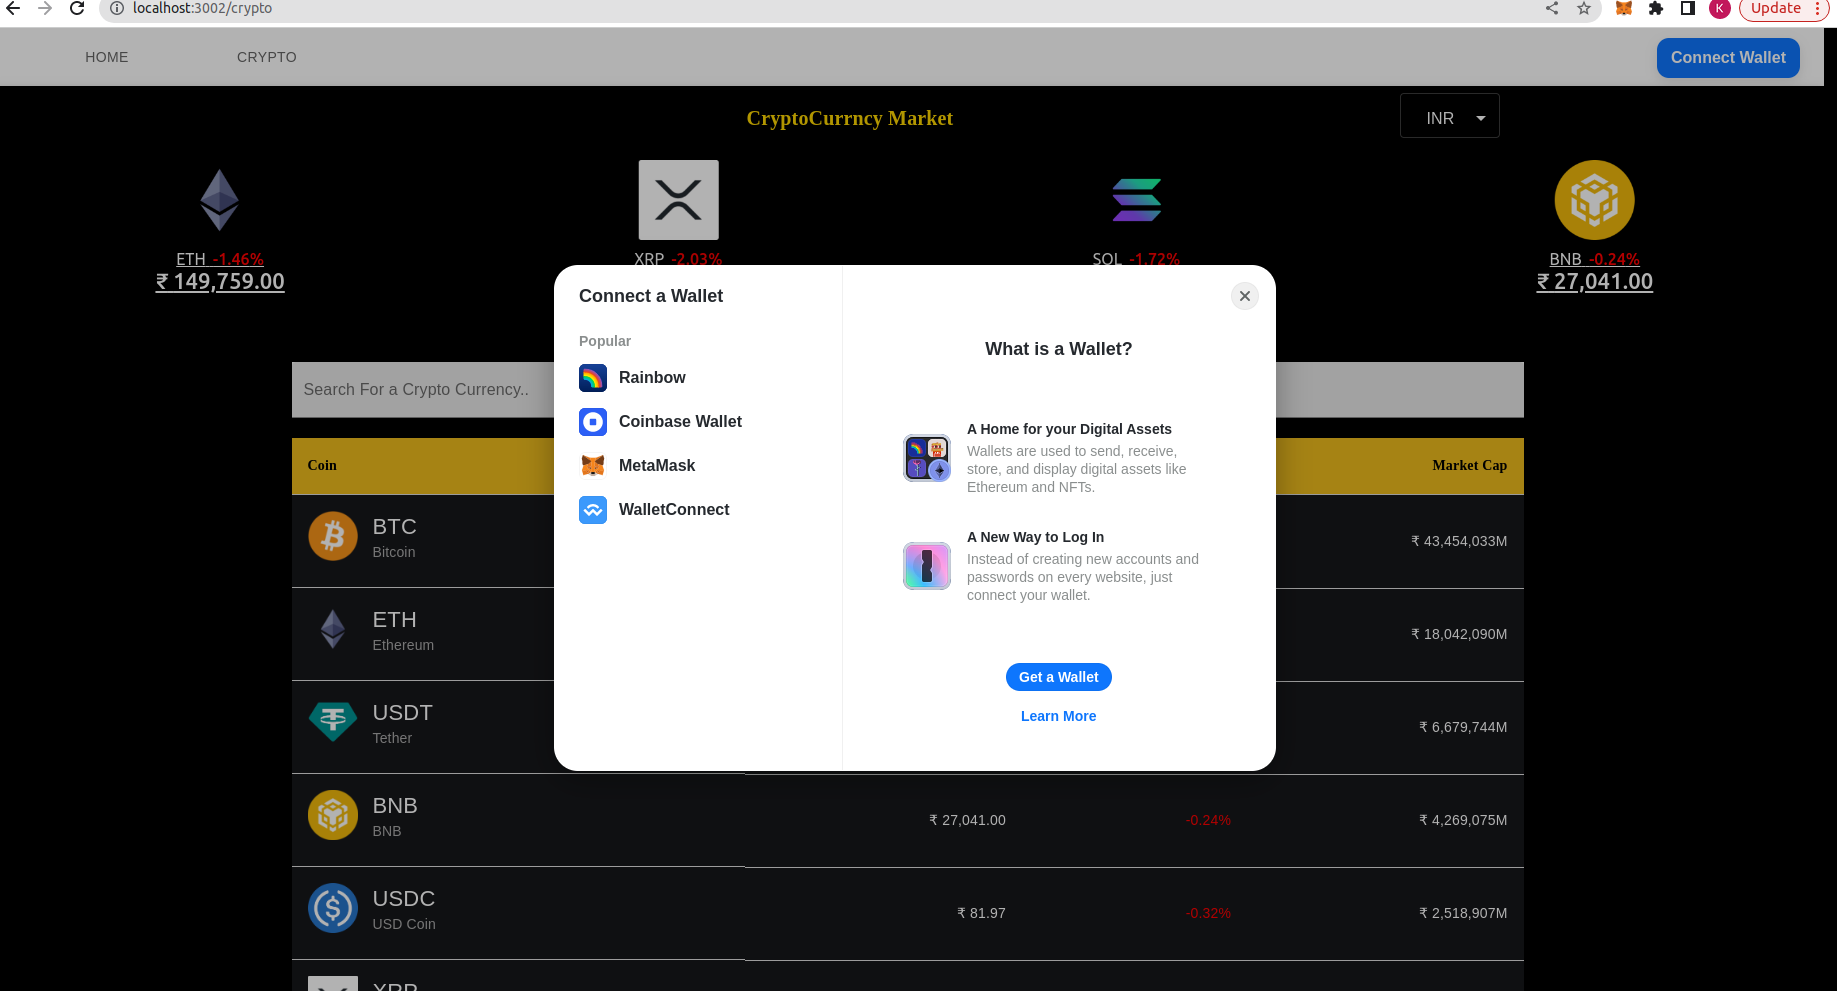 localhost:3002/crypto
K
Update
HOME
CRYPTO
Connect Wallet
CryptoCurrncy Market
INR
ETH -1.46%
₹ 149,759.00
XRP -2.03%
SOL -1.72%
BNB -0.24%
₹ 27,041.00
Connect a Wallet
Popular
Rainbow
Coinbase Wallet
MetaMask
WalletConnect
What is a Wallet?
A Home for your Digital Assets
Wallets are used to send, receive,
store, and display digital assets like
Ethereum and NFTs.
A New Way to Log In
Instead of creating new accounts and
passwords on every website, just
connect your wallet.
Get a Wallet
Learn More
Search For a Crypto Currency..
Coin
Market Cap
BTC
Bitcoin
₹ 43,454,033M
ETH
Ethereum
₹ 18,042,090M
USDT
Tether
₹ 6,679,744M
BNB
BNB
₹ 27,041.00
-0.24%
₹ 4,269,075M
USDC
USD Coin
₹ 81.97
-0.32%
₹ 2,518,907M
XRP